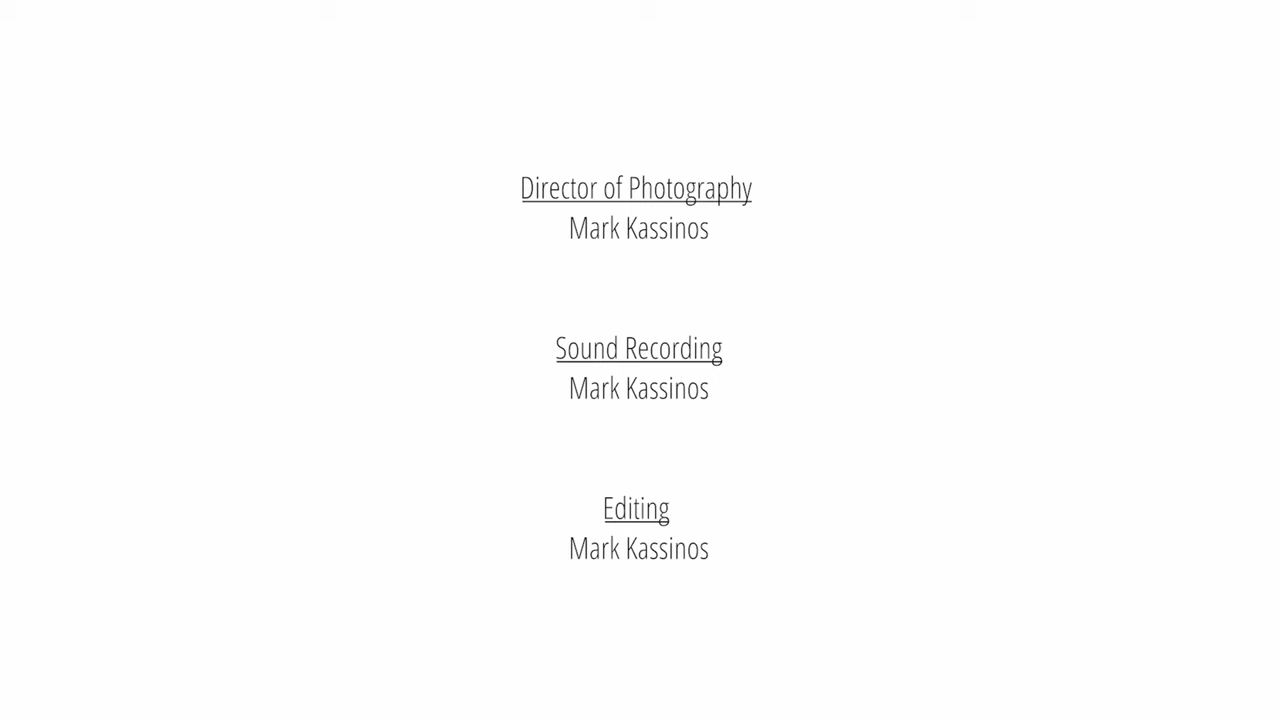 Director of Photography
Mark Kassinos
Sound Recording
Mark Kassinos
Editing
Mark Kassinos